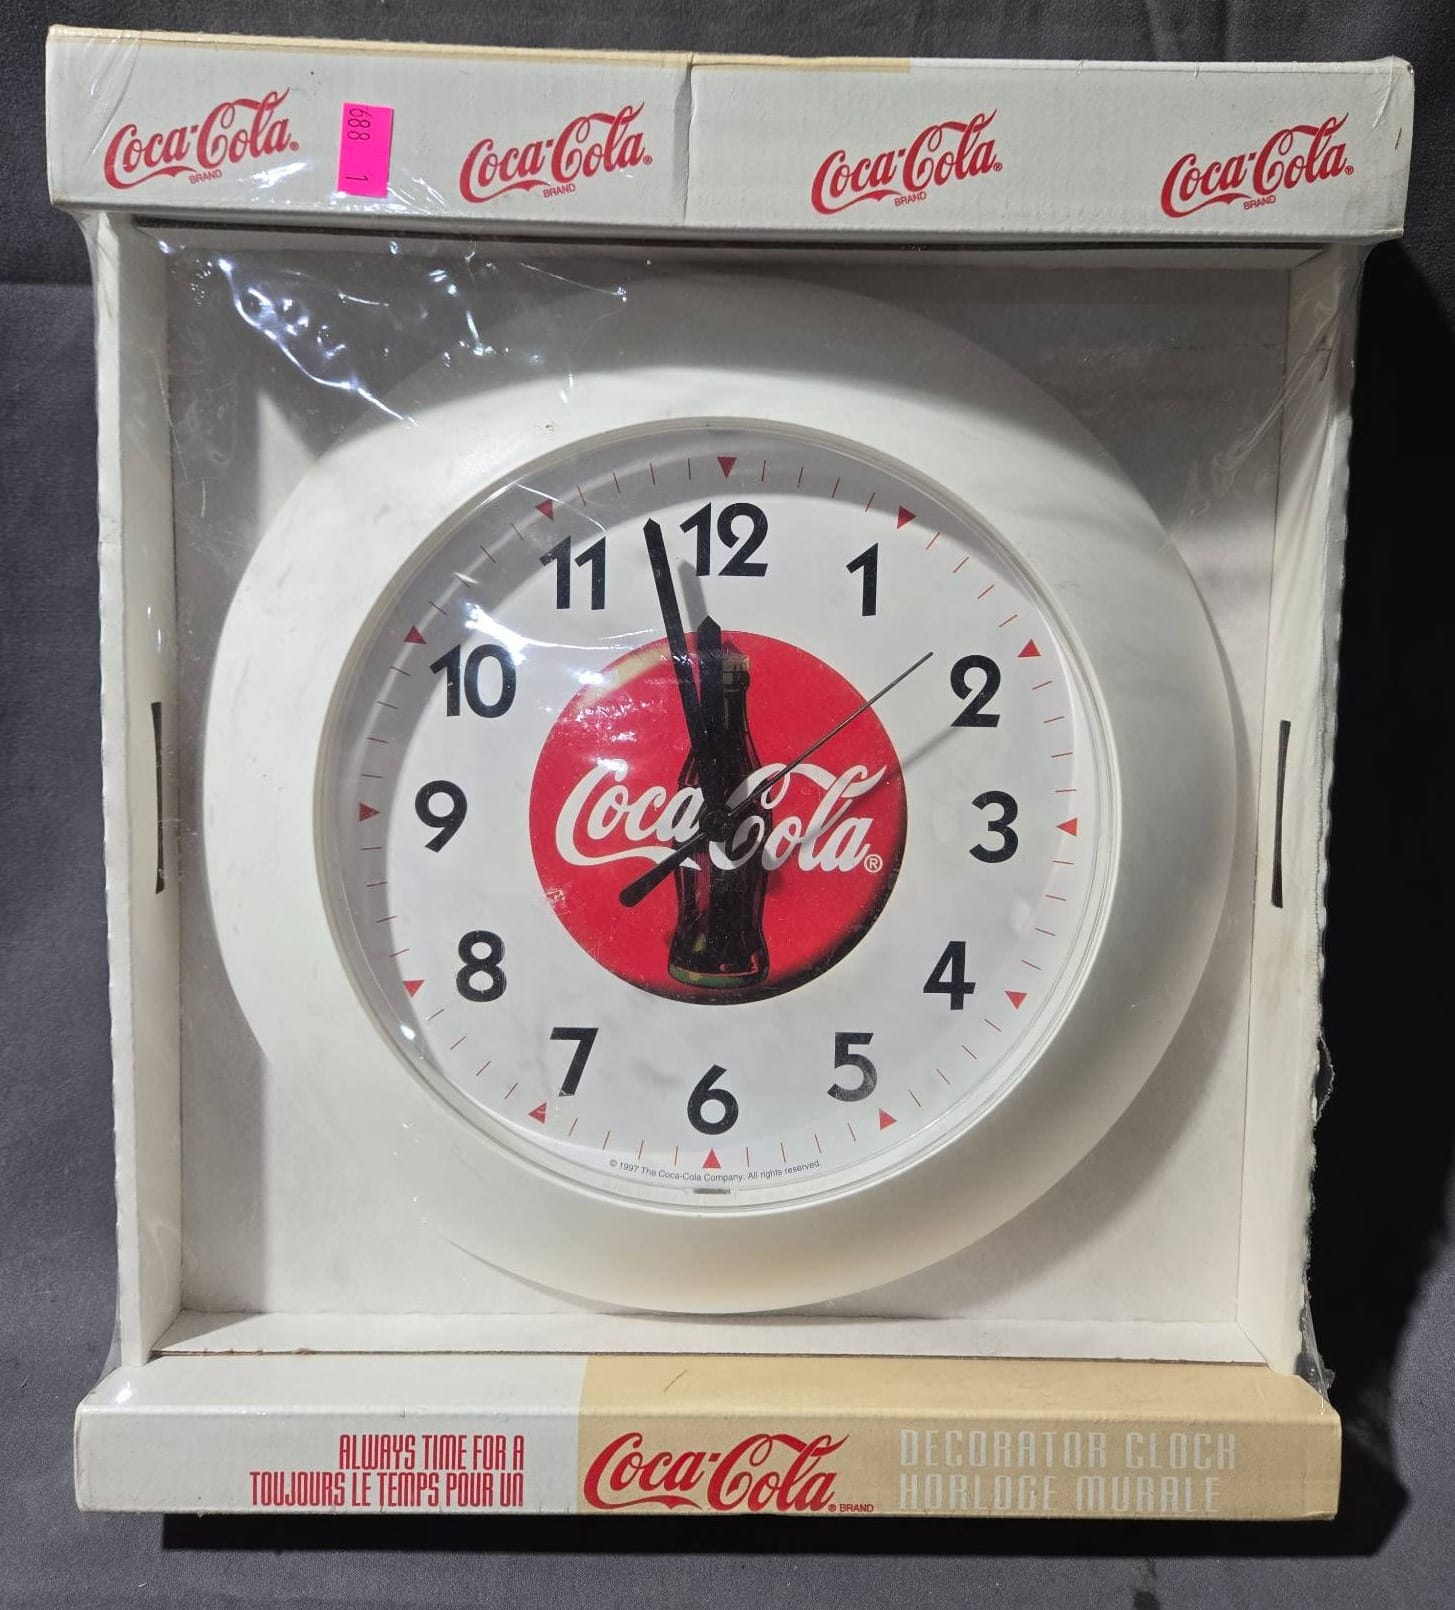 Coca-Cola® BRAND
688 1
Coca-Cola® BRAND
Coca-Cola® BRAND
Coca-Cola® BRAND
12
11
1
10
2
Coca-Cola®
9
3
8
4
7
5
6
© 1997 The Coca-Cola Company. All rights reserved.
ALWAYS TIME FOR A
TOUJOURS LE TEMPS POUR UN
Coca-Cola® BRAND
DECORATOR CLOCK
HORLOGE MURALE